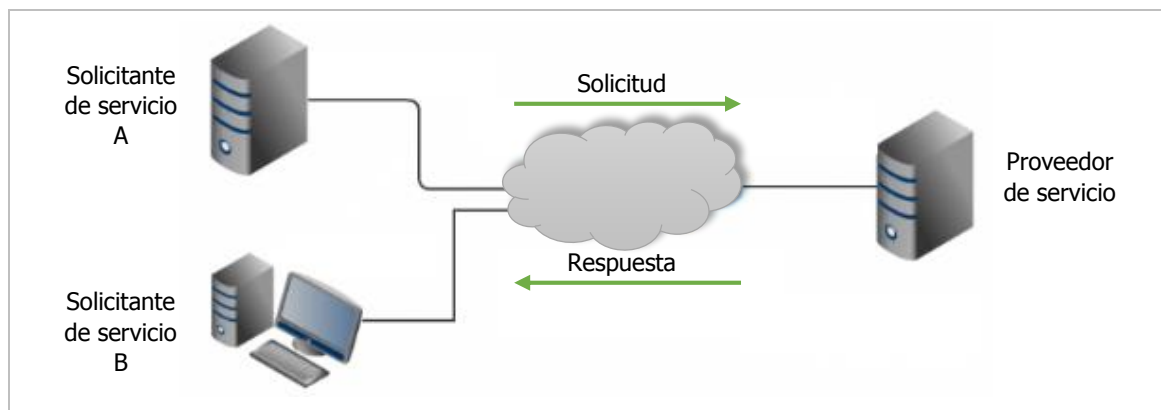 Solicitante
de servicio
A
Solicitud
Proveedor
de servicio
Respuesta
Solicitante
de servicio
B